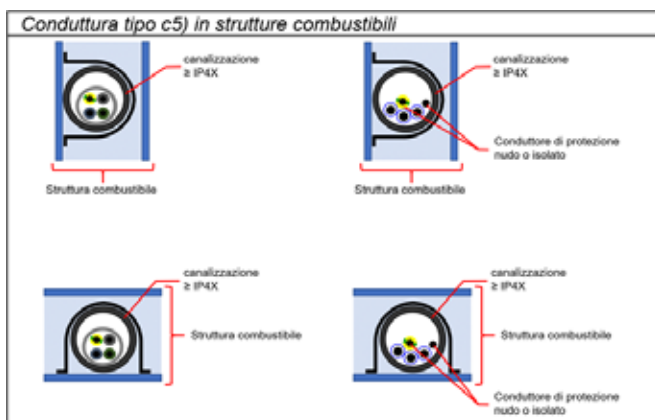 Conduttura tipo c5) in strutture combustibili
canalizzazione
≥ IP4X
Struttura combustibile
canalizzazione
≥ IP4X
Conduttore di protezione
nudo o isolato
Struttura combustibile
canalizzazione
≥ IP4X
Struttura combustibile
canalizzazione
≥ IP4X
Struttura combustibile
Conduttore di protezione
nudo o isolato